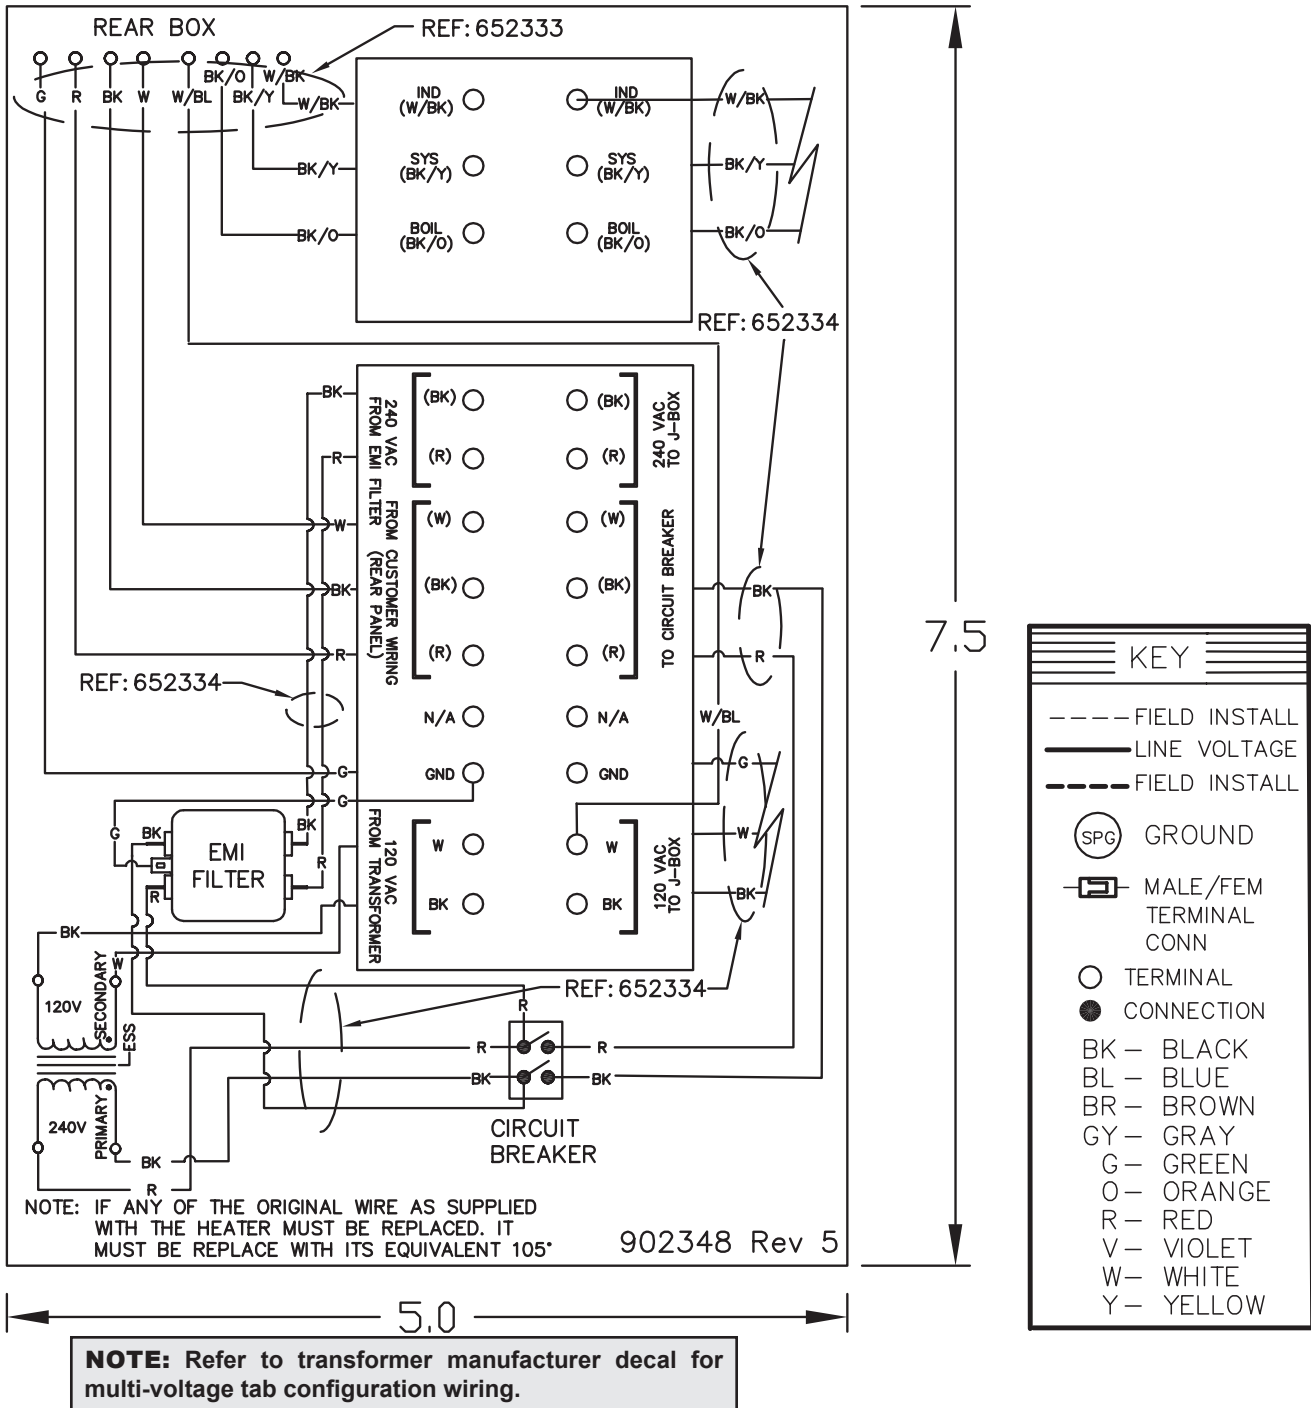 REAR BOX
REF: 652333
G R BK W W/BL BK/O BK/Y W/BK
W/BK
BK/Y
BK/O
IND
(W/BK)
SYS
(BK/Y)
BOIL
(BK/O)
IND
(W/BK)
SYS
(BK/Y)
BOIL
(BK/O)
W/BK
BK/Y
BK/O
REF: 652334
BK
R
W
BK
R
G
G
240 VAC
FROM EMI FILTER
FROM CUSTOMER WIRING
(REAR PANEL)
120 VAC
FROM TRANSFORMER
(BK)
(R)
(W)
(BK)
(R)
N/A
GND
W
BK
(BK)
(R)
(W)
(BK)
(R)
N/A
GND
W
BK
240 VAC
TO J-BOX
TO CIRCUIT BREAKER
120 VAC
TO J-BOX
BK
R
W/BL
G
W
BK
REF: 652334
G
BK
R
EMI
FILTER
BK
R
BK
W
120V
SECONDARY
ESS
240V
PRIMARY
BK
R
REF: 652334
R
R
BK
R
BK
CIRCUIT
BREAKER
NOTE: IF ANY OF THE ORIGINAL WIRE AS SUPPLIED
WITH THE HEATER MUST BE REPLACED. IT
MUST BE REPLACE WITH ITS EQUIVALENT 105°
902348 Rev 5
7.5
5.0
KEY
FIELD INSTALL
LINE VOLTAGE
FIELD INSTALL
SPG GROUND
MALE/FEM
TERMINAL
CONN
TERMINAL
CONNECTION
BK – BLACK
BL – BLUE
BR – BROWN
GY – GRAY
G – GREEN
O – ORANGE
R – RED
V – VIOLET
W – WHITE
Y – YELLOW
NOTE: Refer to transformer manufacturer decal for
multi-voltage tab configuration wiring.